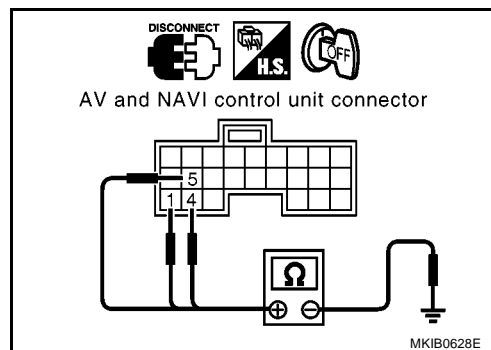 DISCONNECT
H.S.
OFF
AV and NAVI control unit connector
5
1 4
Ω
+ −
MKIB0628E